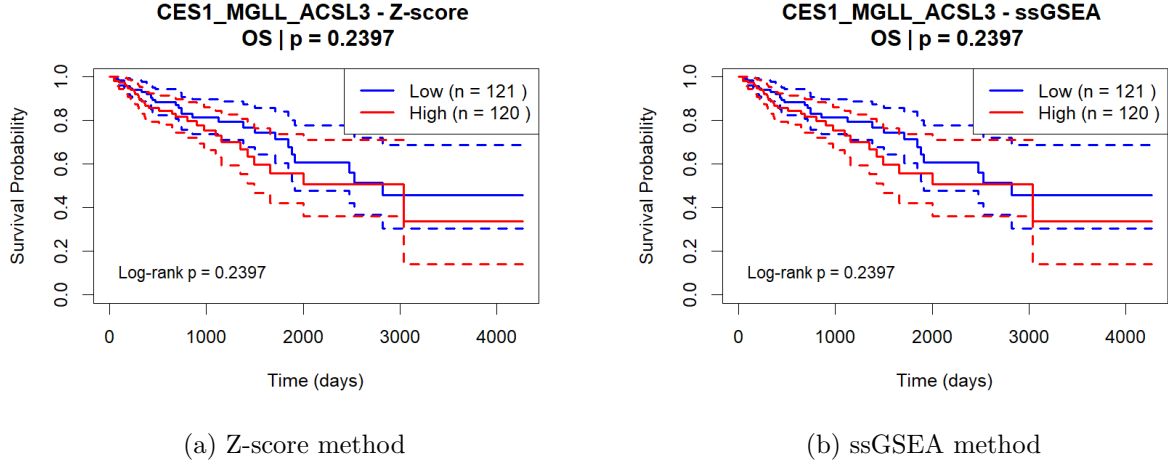 CES1_MGLL_ACSL3 - Z-score
OS | p = 0.2397
Survival Probability
0.0 0.2 0.4 0.6 0.8 1.0
Low (n = 121 )
High (n = 120 )
Log-rank p = 0.2397
0 1000 2000 3000 4000
Time (days)
(a) Z-score method
CES1_MGLL_ACSL3 - ssGSEA
OS | p = 0.2397
Survival Probability
0.0 0.2 0.4 0.6 0.8 1.0
Low (n = 121 )
High (n = 120 )
Log-rank p = 0.2397
0 1000 2000 3000 4000
Time (days)
(b) ssGSEA method